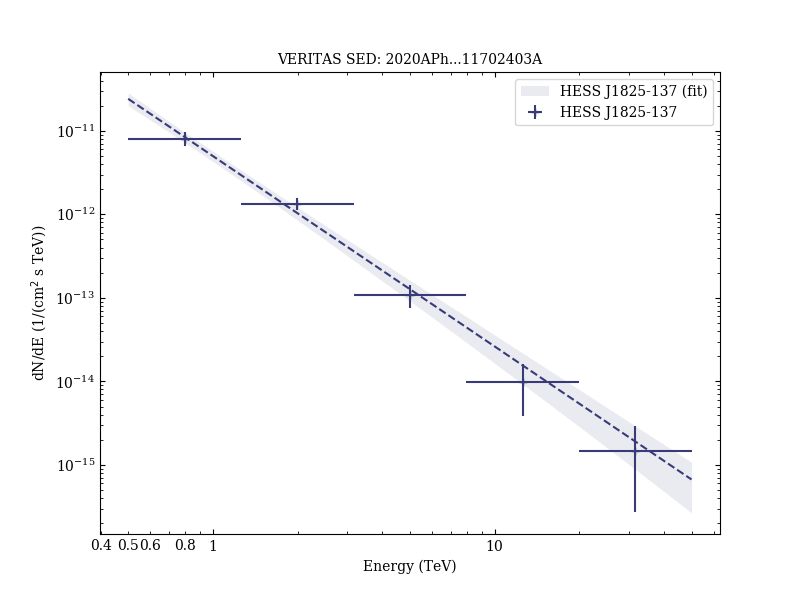 VERITAS SED: 2020APh...11702403A
HESS J1825-137 (fit)
HESS J1825-137
dN/dE (1/(cm² s TeV))
10⁻¹¹
10⁻¹²
10⁻¹³
10⁻¹⁴
10⁻¹⁵
0.4 0.5 0.6 0.8 1 10
Energy (TeV)